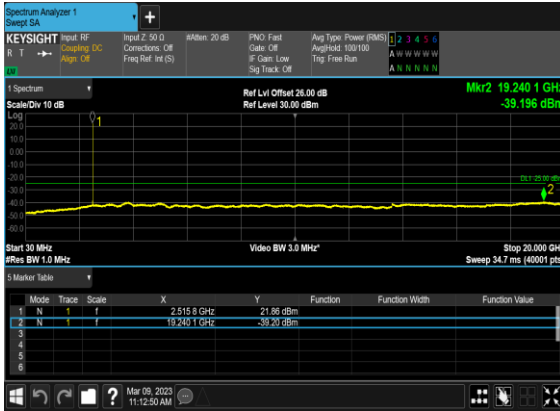 Spectrum Analyzer 1
Swept SA
+
KEYSIGHT Input: RF Input Z: 50 Ω #Atten: 20 dB PNO: Fast Avg Type: Power (RMS) 1 2 3 4 5 6
R T Coupling: DC Corrections: Off Gate: Off Avg|Hold: 100/100 A W W W W W
Align: Off Freq Ref: Int (S) IF Gain: Low Trig: Free Run
Sig Track: Off A N N N N N
1 Spectrum Ref Lvl Offset 26.00 dB Mkr2 19.240 1 GHz
Scale/Div 10 dB Ref Level 30.00 dBm -39.196 dBm
Log
1
20.0
10.0
0.00
-10.0
-20.0 DL1 -25.00 dBm
-30.0 2
-40.0
-50.0
-60.0
Start 30 MHz Video BW 3.0 MHz* Stop 20.000 GH
#Res BW 1.0 MHz Sweep 34.7 ms (40001 pts
5 Marker Table
Mode Trace Scale X Y Function Function Width Function Value
1 N 1 f 2.515 8 GHz 21.86 dBm
2 N 1 f 19.240 1 GHz -39.20 dBm
3
4
5
6
? Mar 09, 2023
11:12:50 AM